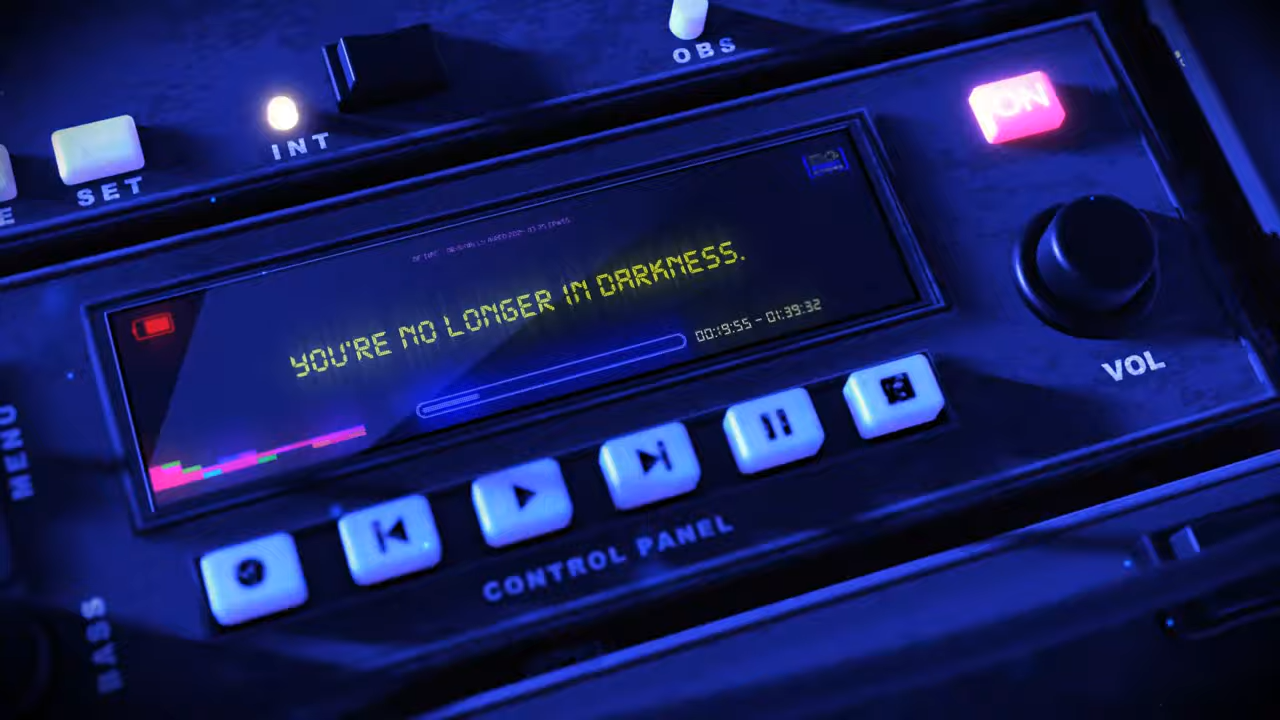 OBS
ON
INT
SET
E
YOU'RE NO LONGER IN DARKNESS.
00:19:55 - 01:39:32
VOL
MENU
CONTROL PANEL
BASS